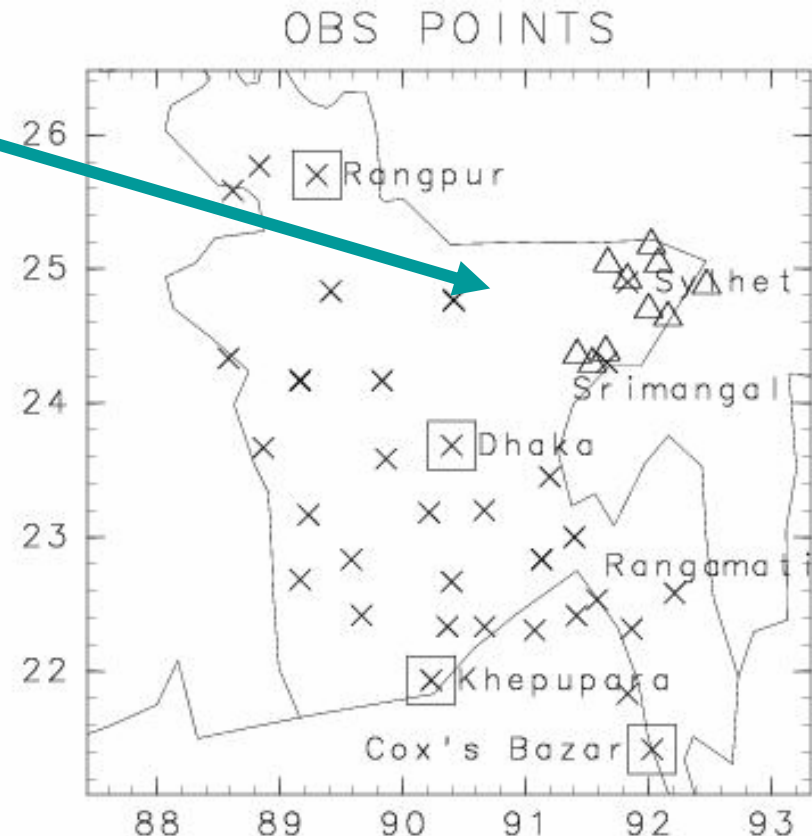 OBS POINTS
26
Rangpur
25
Sylhet
24
Srimangal
Dhaka
23
Rangamati
22
Khepupara
Cox's Bazar
88 89 90 91 92 93